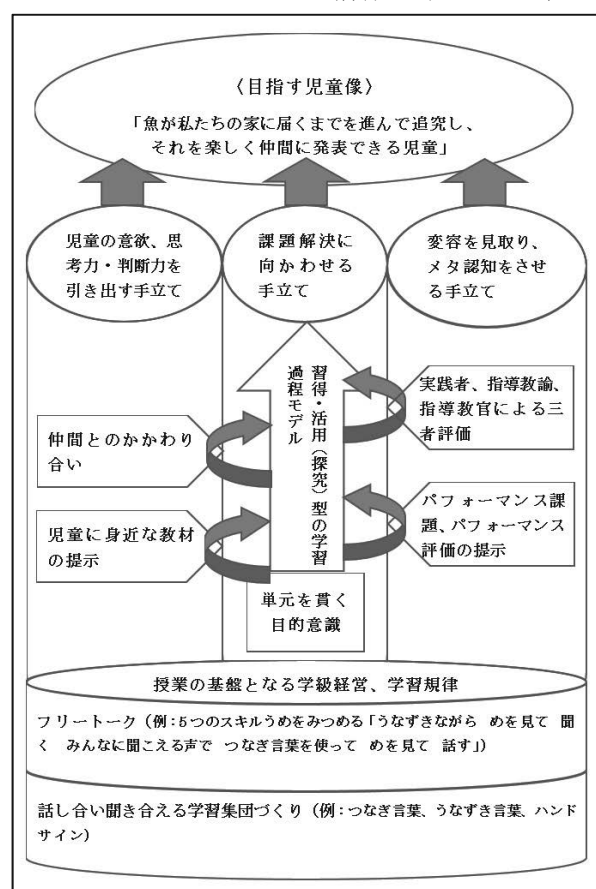 〈目指す児童像〉
「魚が私たちの家に届くまでを進んで追究し、
それを楽しく仲間に発表できる児童」
児童の意欲、思
考力・判断力を
引き出す手立て
課題解決に
向かわせる
手立て
変容を見取り、
メタ認知をさせ
る手立て
習得・活用（探究）型の学習
過程モデル
実践者、指導教諭、
指導教官による三
者評価
仲間とのかかわり
合い
パフォーマンス課
題、パフォーマンス
評価の提示
児童に身近な教材
の提示
単元を貫く
目的意識
授業の基盤となる学級経営、学習規律
フリートーク（例：5つのスキルうめをみつめる「うなずきながら　めを見て　聞
く　みんなに聞こえる声で　つなぎ言葉を使って　めを見て　話す」）
話し合い聞き合える学習集団づくり（例：つなぎ言葉、うなずき言葉、ハンド
サイン）